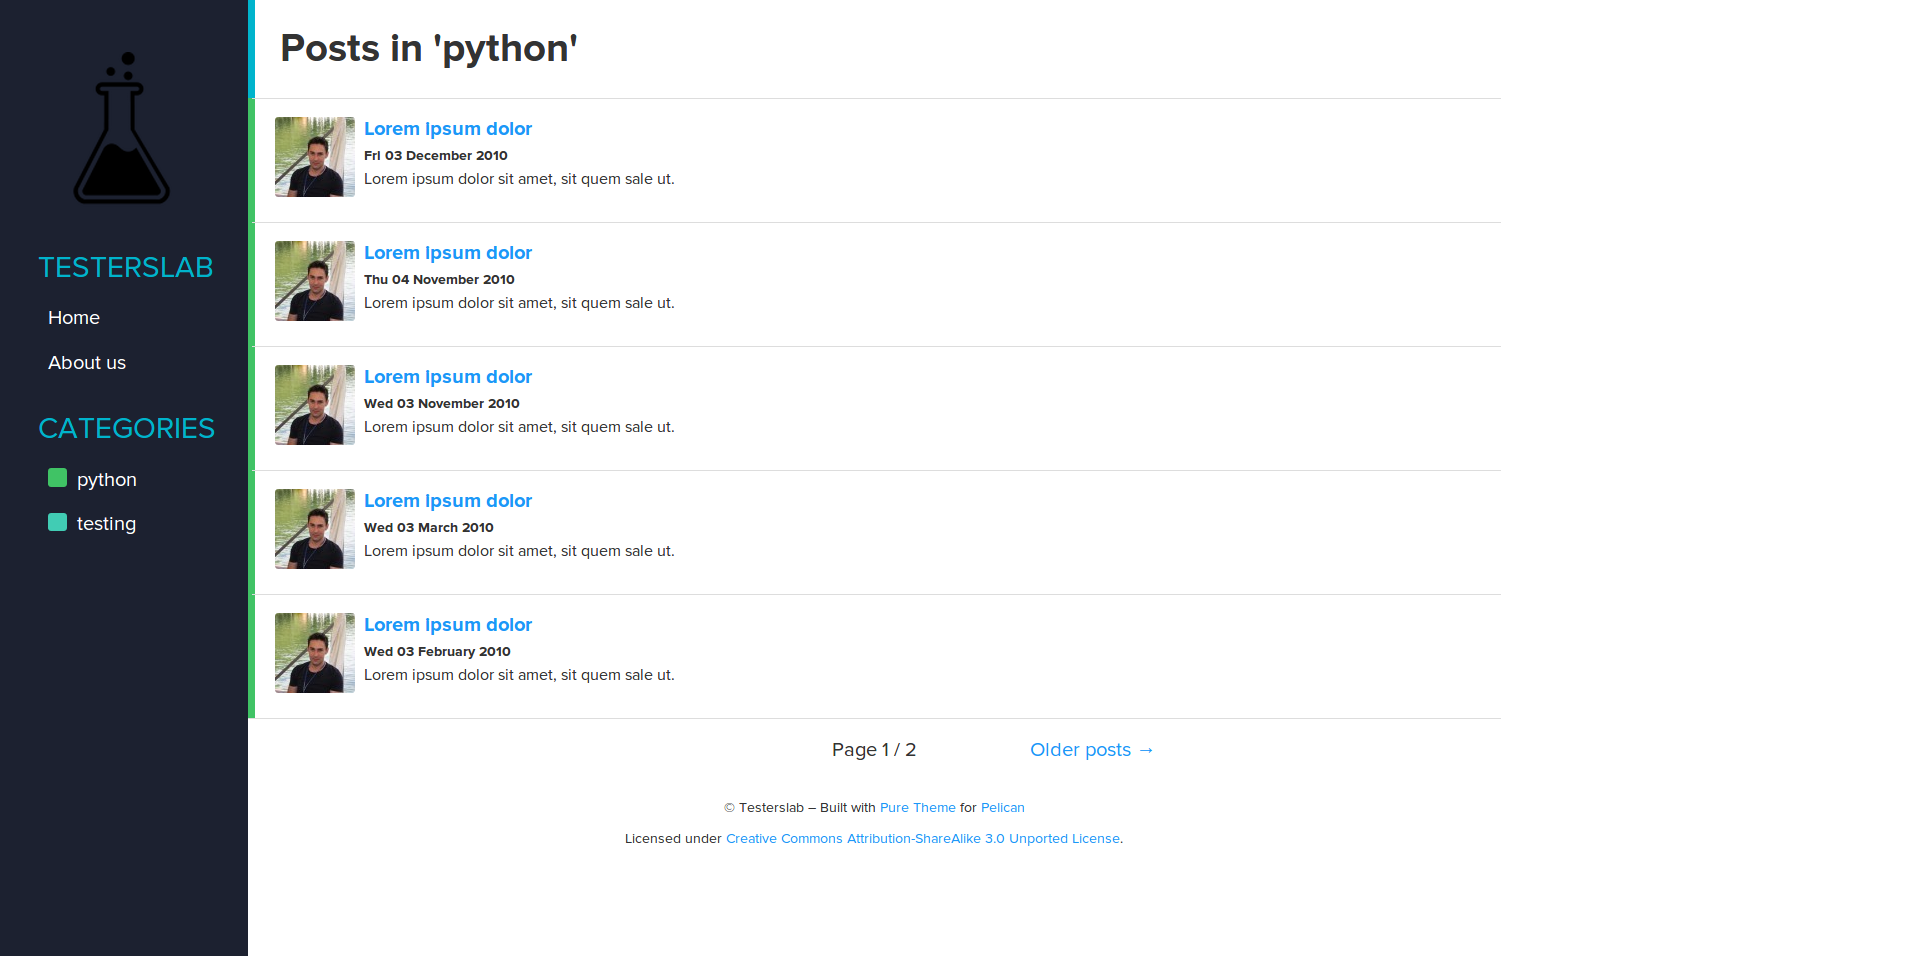 TESTERSLAB
Home
About us
CATEGORIES
python
testing
Posts in 'python'
Lorem Ipsum dolor
Fri 03 December 2010
Lorem ipsum dolor sit amet, sit quem sale ut.
Lorem Ipsum dolor
Thu 04 November 2010
Lorem ipsum dolor sit amet, sit quem sale ut.
Lorem Ipsum dolor
Wed 03 November 2010
Lorem ipsum dolor sit amet, sit quem sale ut.
Lorem Ipsum dolor
Wed 03 March 2010
Lorem ipsum dolor sit amet, sit quem sale ut.
Lorem Ipsum dolor
Wed 03 February 2010
Lorem ipsum dolor sit amet, sit quem sale ut.
Page 1 / 2
Older posts →
© Testerslab – Built with Pure Theme for Pelican
Licensed under Creative Commons Attribution-ShareAlike 3.0 Unported License.